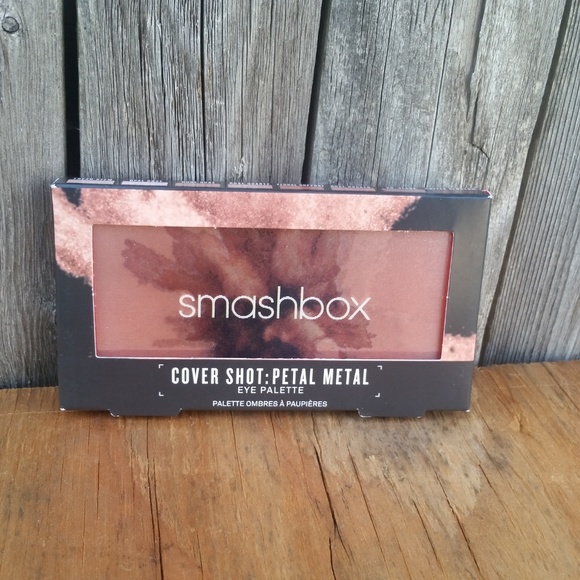 smashbox
COVER SHOT: PETAL METAL
EYE PALETTE
PALETTE OMBRES À PAUPIÈRES